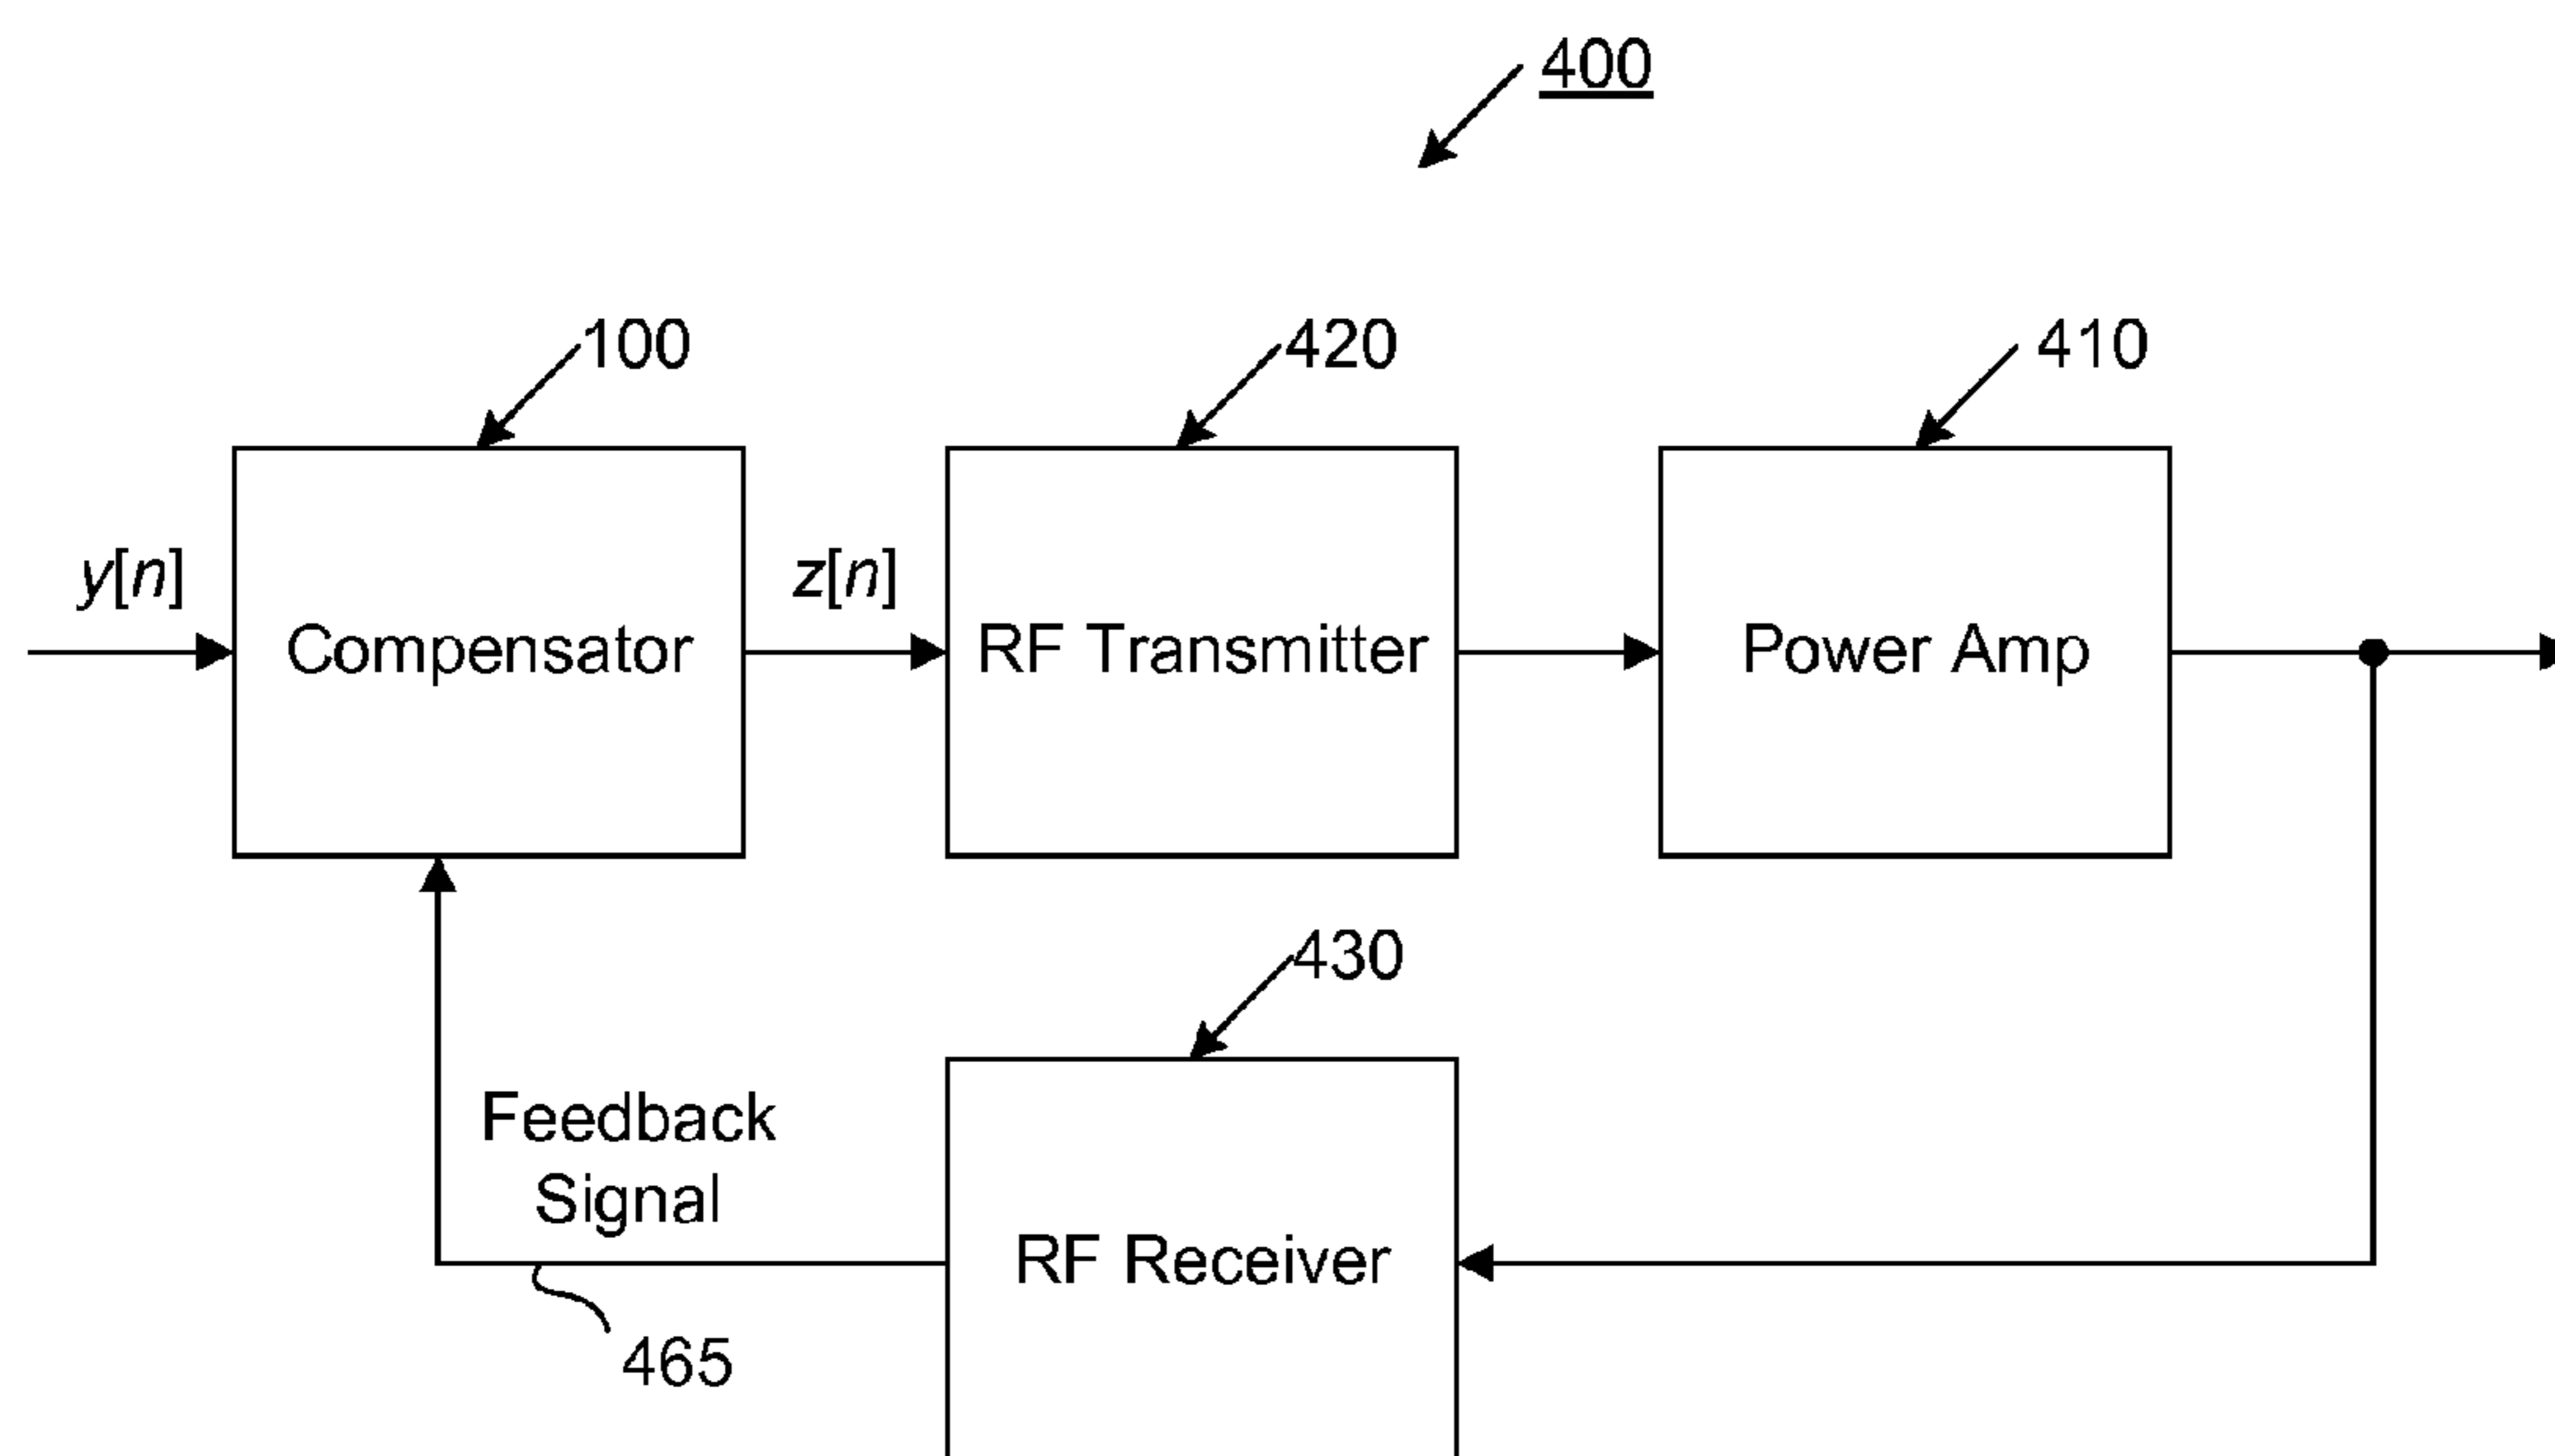 400
100
420
410
y[n]
z[n]
Compensator
RF Transmitter
Power Amp
430
Feedback
Signal
RF Receiver
465